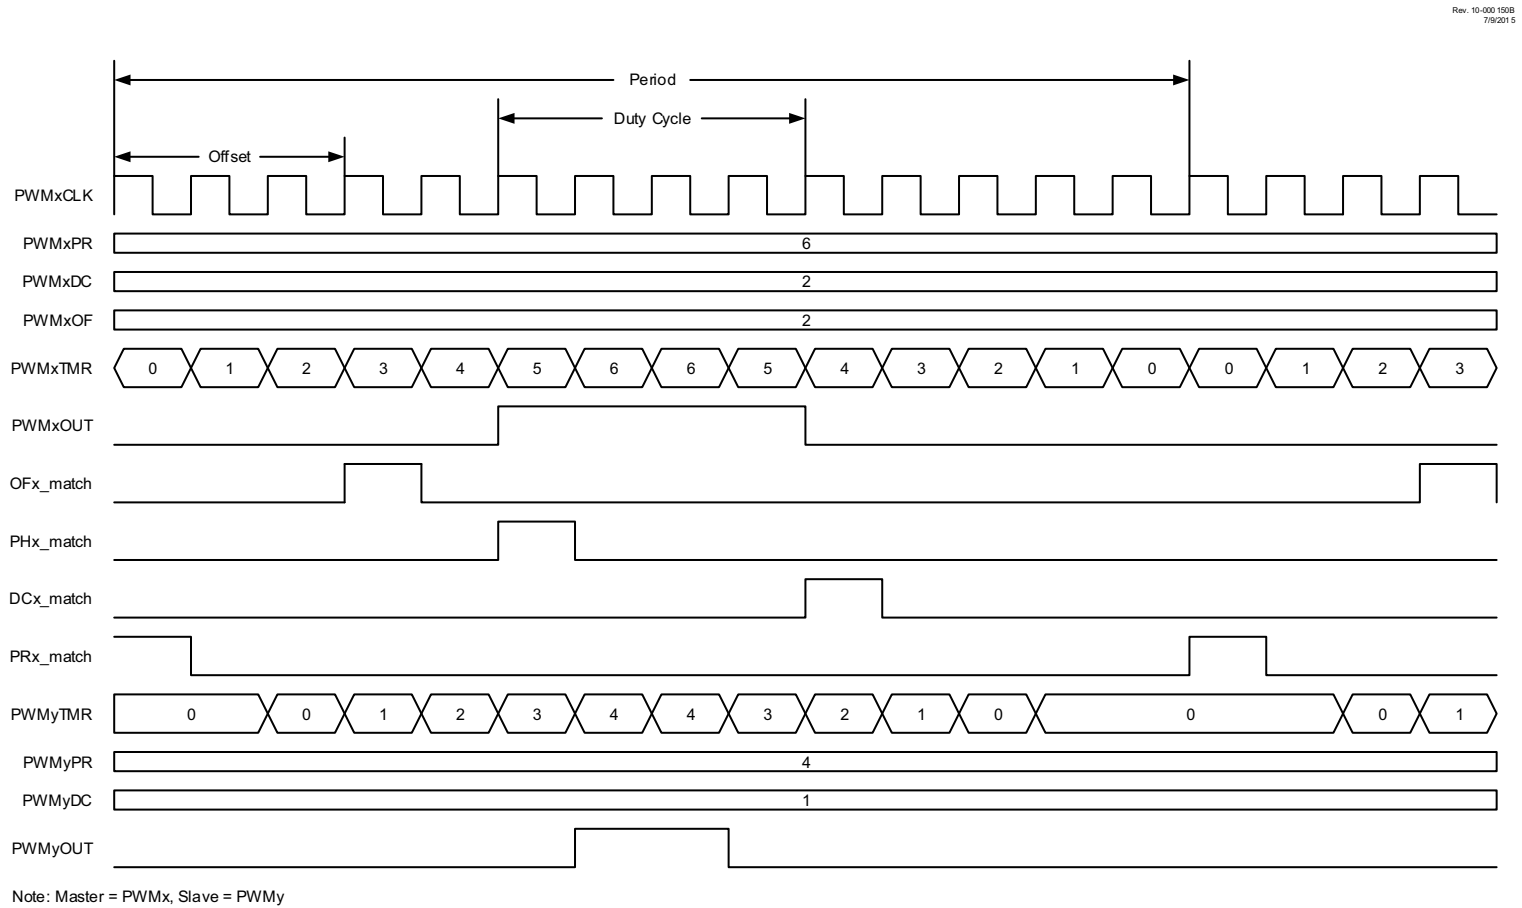 Rev. 10-000150B
7/9/2015
Period
Duty Cycle
Offset
PWMxCLK
PWMxPR 6
PWMxDC 2
PWMxOF 2
PWMxTMR 0 1 2 3 4 5 6 6 5 4 3 2 1 0 0 1 2 3
PWMxOUT
OFx_match
PHx_match
DCx_match
PRx_match
PWMyTMR 0 0 1 2 3 4 4 3 2 1 0 0 0 1
PWMyPR 4
PWMyDC 1
PWMyOUT
Note: Master = PWMx, Slave = PWMy